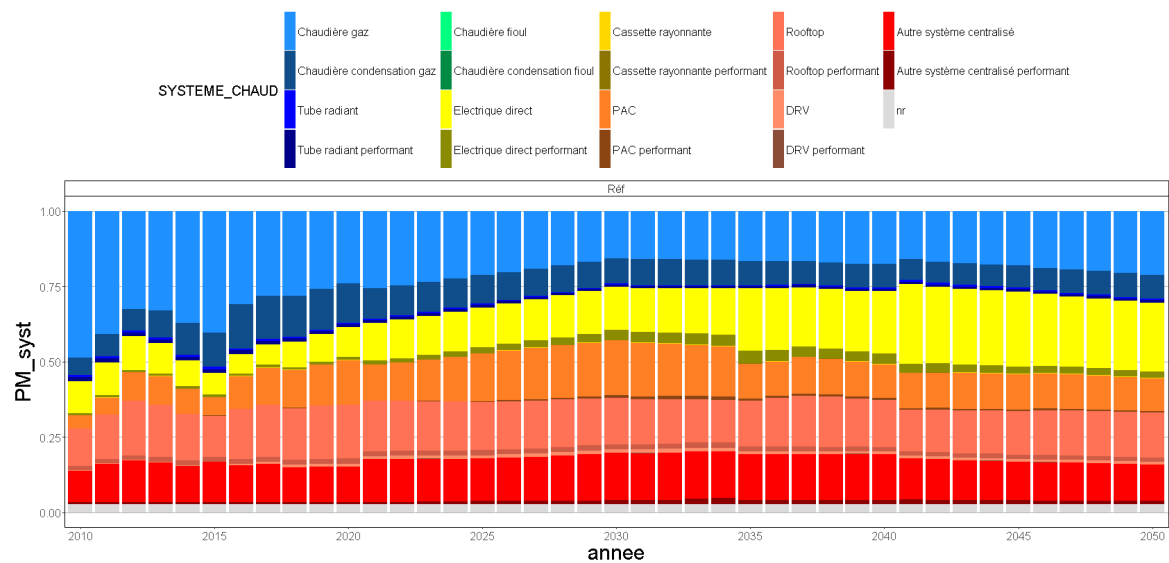 Chaudière gaz Chaudière fioul Cassette rayonnante Rooftop Autre système centralisé
Chaudière condensation gaz Chaudière condensation fioul Cassette rayonnante performant Rooftop performant Autre système centralisé performant
SYSTEME_CHAUD
Tube radiant Electrique direct PAC DRV nr
Tube radiant performant Electrique direct performant PAC performant DRV performant
Réf
1.00
0.75
0.50
0.25
0.00
PM_syst
2010 2015 2020 2025 2030 2035 2040 2045 2050
annee